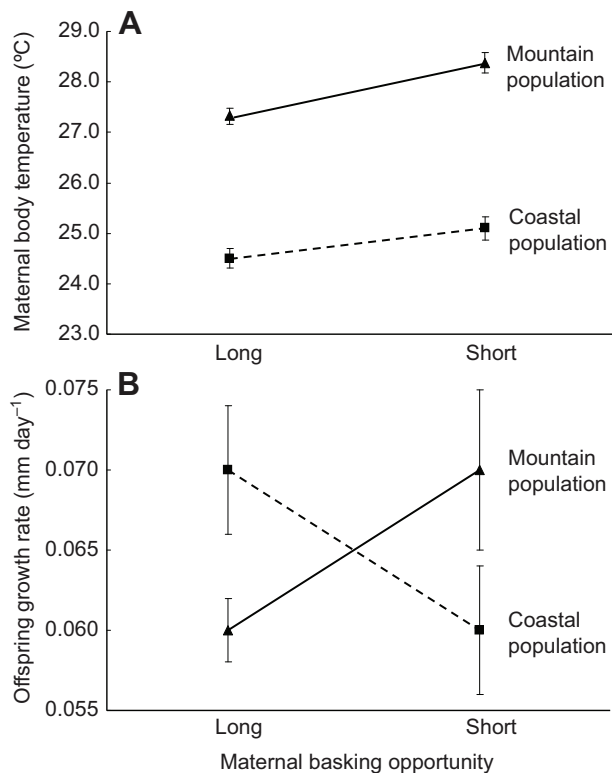 A
Maternal body temperature (ºC)
29.0
28.0
27.0
26.0
25.0
24.0
23.0
Mountain
population
Coastal
population
Long
Short
B
Offspring growth rate (mm day⁻¹)
0.075
0.070
0.065
0.060
0.055
Mountain
population
Coastal
population
Long
Short
Maternal basking opportunity